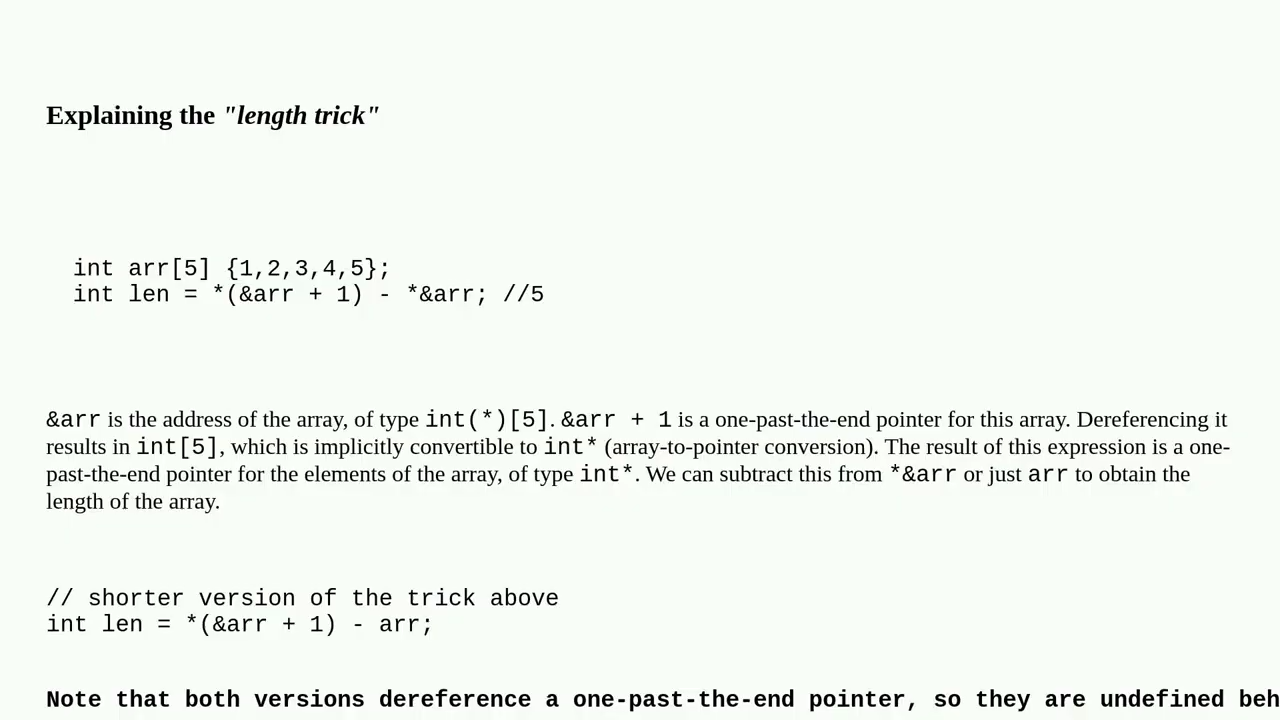 Explaining the "length trick"
int arr[5] {1,2,3,4,5};
int len = *(&arr + 1) - *&arr; //5
&arr is the address of the array, of type int(*)[5]. &arr + 1 is a one-past-the-end pointer for this array. Dereferencing it
results in int[5], which is implicitly convertible to int* (array-to-pointer conversion). The result of this expression is a one-
past-the-end pointer for the elements of the array, of type int*. We can subtract this from *&arr or just arr to obtain the
length of the array.
// shorter version of the trick above
int len = *(&arr + 1) - arr;
Note that both versions dereference a one-past-the-end pointer, so they are undefined beh